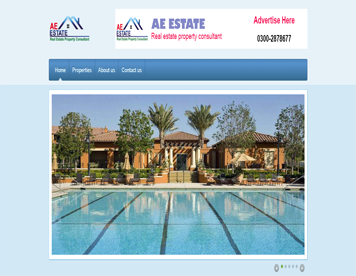 AE
ESTATE
Real Estate Property Consultant
AE
ESTATE
Real Estate Property Consultant
AE ESTATE
Real estate property consultant
Advertise Here
0300-2878677
Home Properties About us Contact us